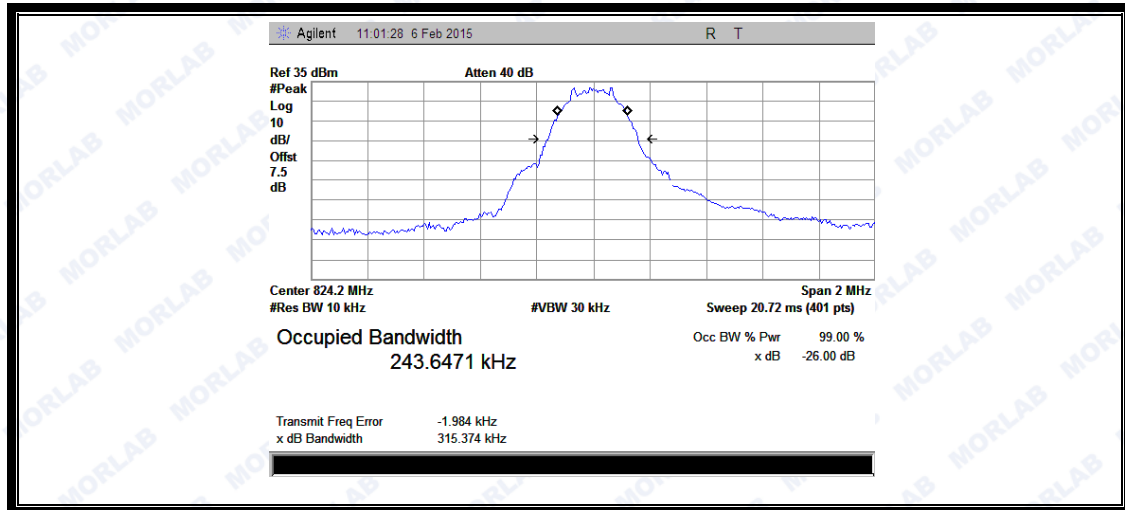 Agilent 11:01:28 6 Feb 2015 R T
Ref 35 dBm Atten 40 dB
#Peak
Log
10
dB/
Offst
7.5
dB
Center 824.2 MHz Span 2 MHz
#Res BW 10 kHz #VBW 30 kHz Sweep 20.72 ms (401 pts)
Occupied Bandwidth Occ BW % Pwr 99.00 %
243.6471 kHz x dB -26.00 dB
Transmit Freq Error -1.984 kHz
x dB Bandwidth 315.374 kHz
MORLAB